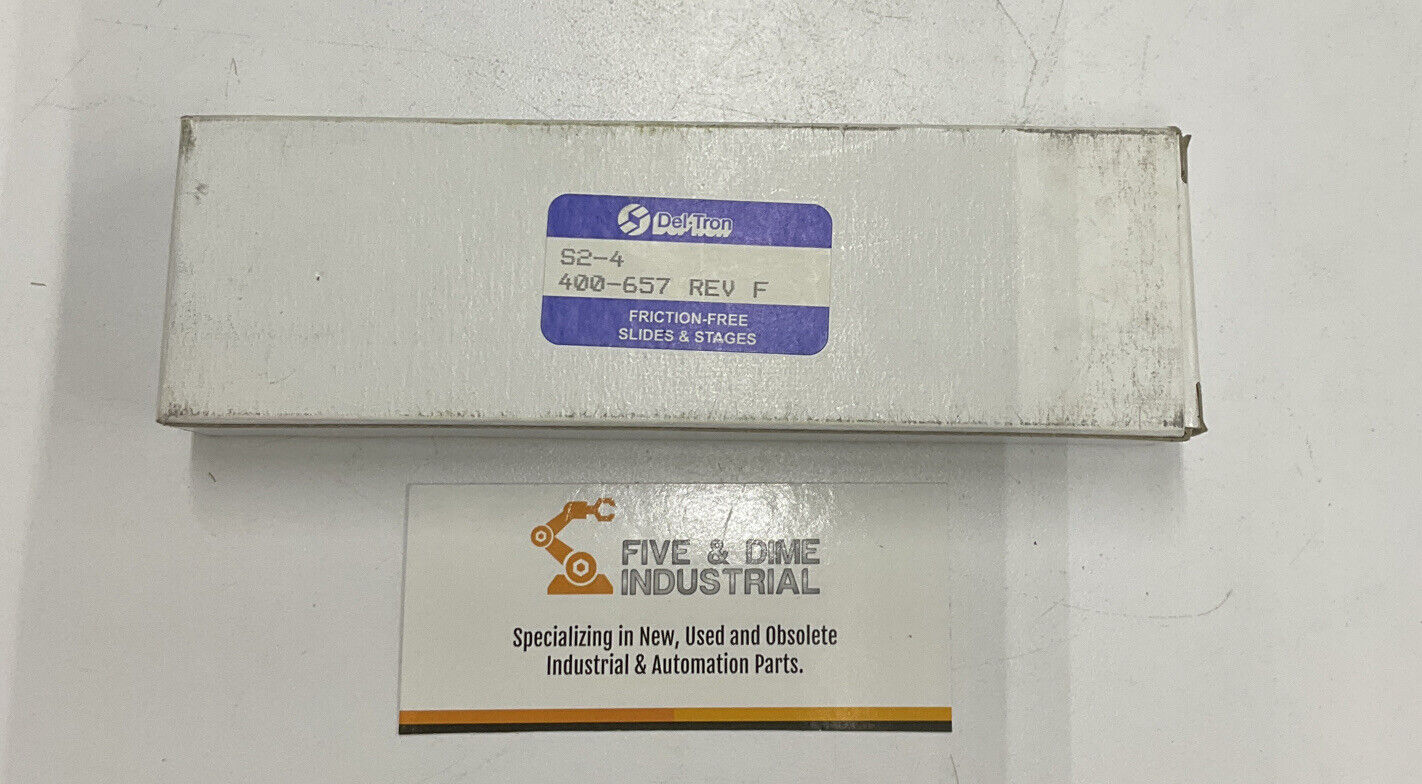 Del-Tron
S2-4
400-657 REV F
FRICTION-FREE
SLIDES & STAGES
FIVE & DIME
INDUSTRIAL
Specializing in New, Used and Obsolete
Industrial & Automation Parts.